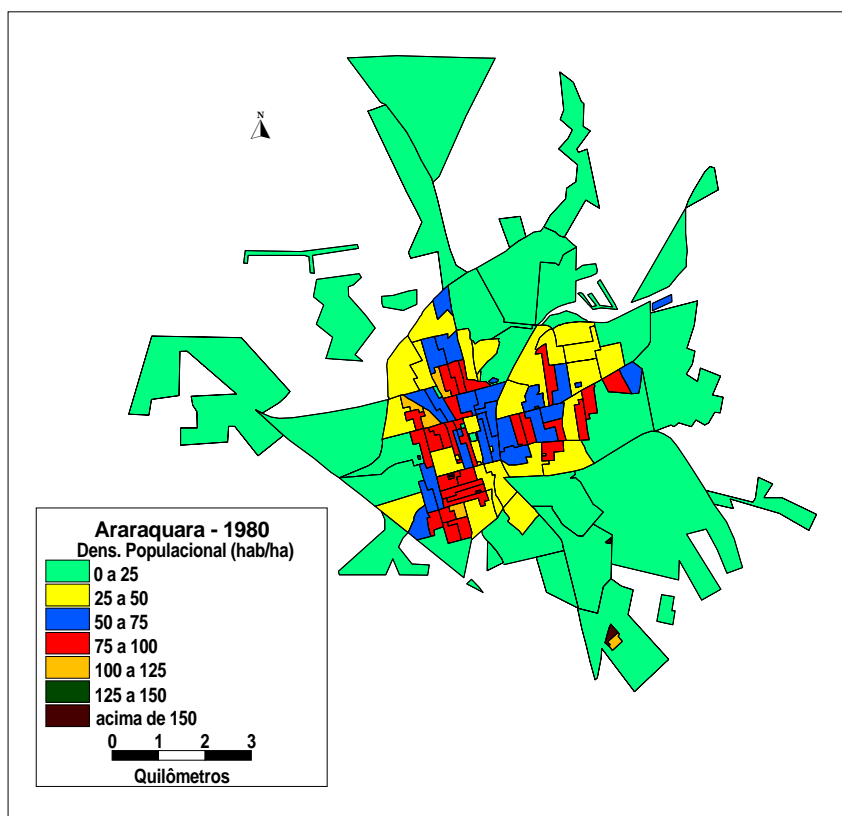 N
Araraquara - 1980
Dens. Populacional (hab/ha)
0 a 25
25 a 50
50 a 75
75 a 100
100 a 125
125 a 150
acima de 150
0 1 2 3
Quilômetros